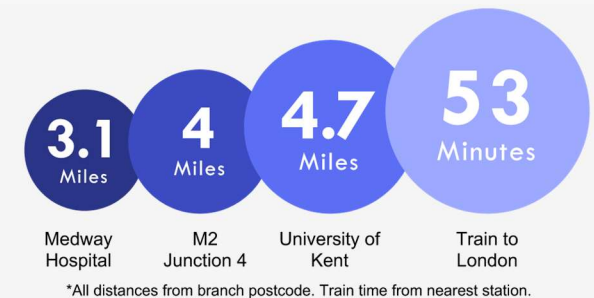 3.1
Miles
4
Miles
4.7
Miles
53
Minutes
Medway
Hospital
M2
Junction 4
University of
Kent
Train to
London
*All distances from branch postcode. Train time from nearest station.